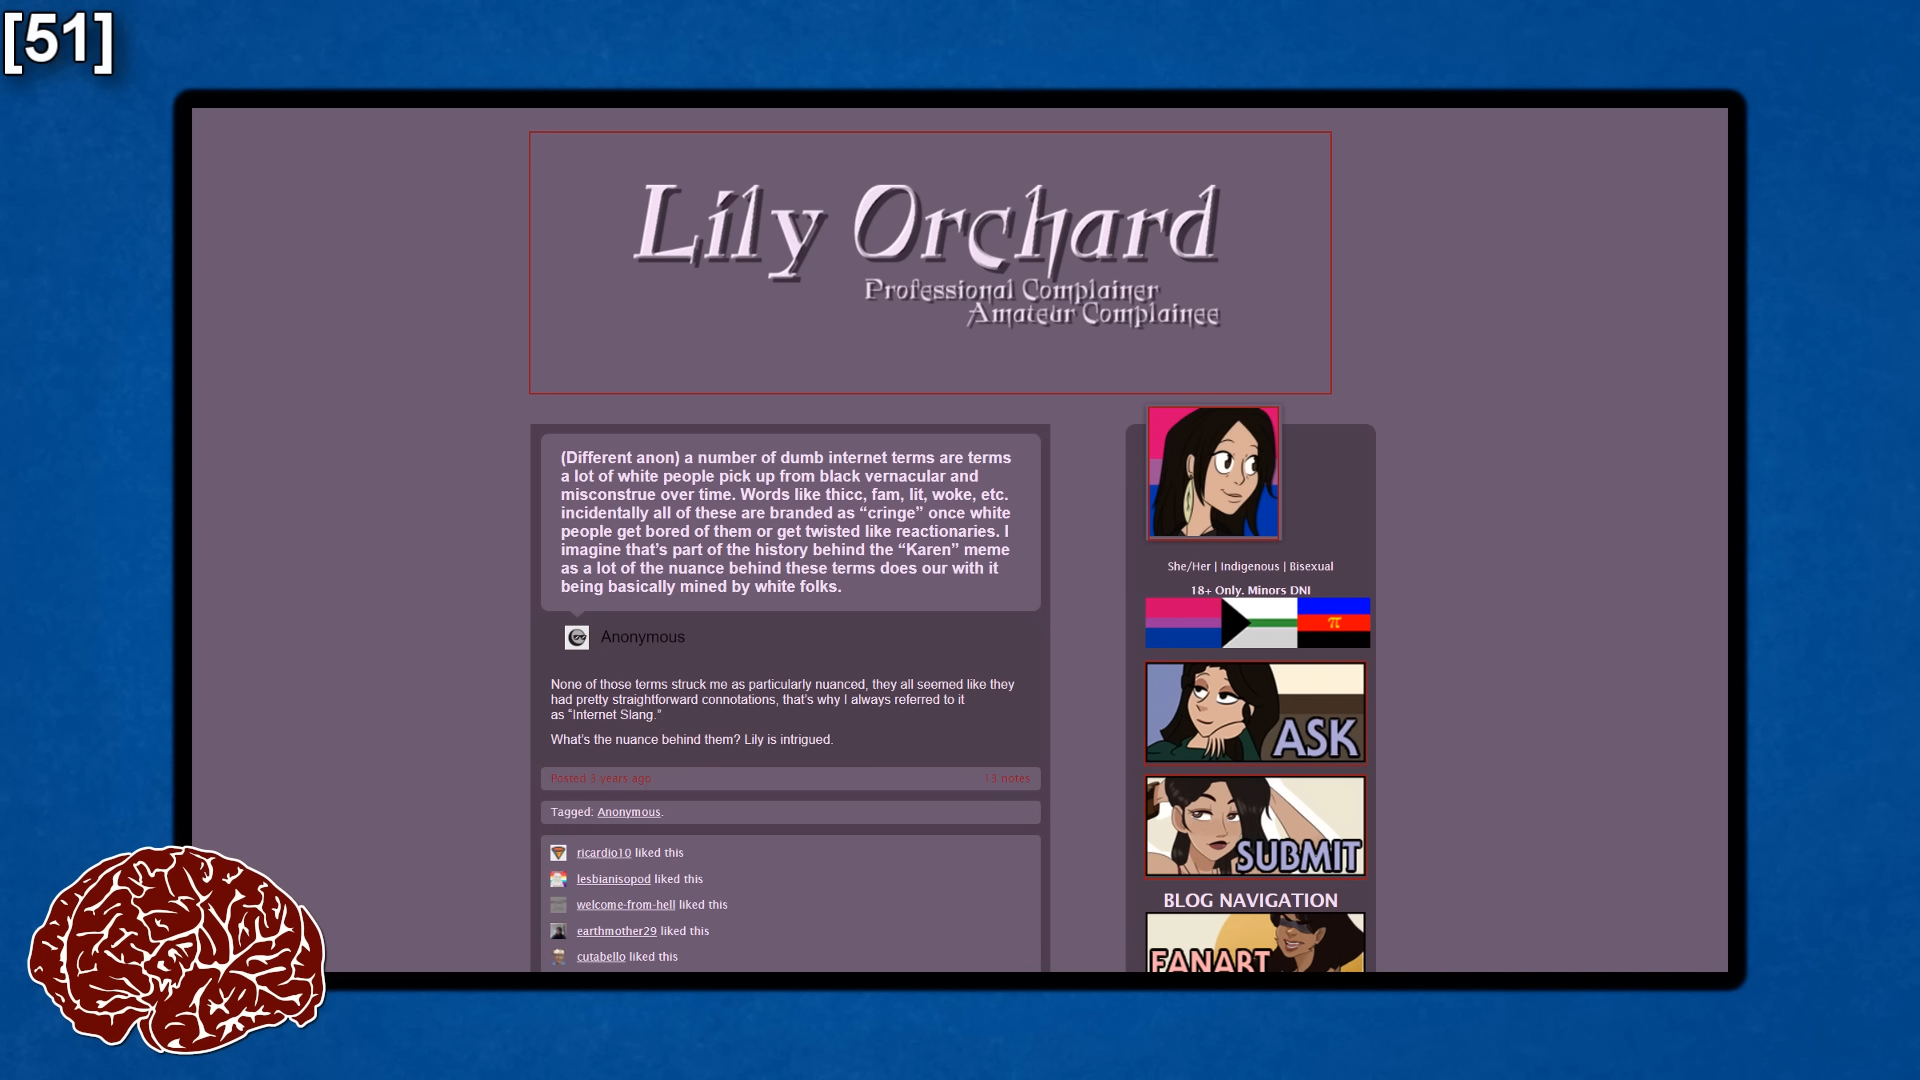 [51]
Lily Orchard
Professional Complainer
Amateur Complainee
(Different anon) a number of dumb internet terms are terms
a lot of white people pick up from black vernacular and
misconstrue over time. Words like thicc, fam, lit, woke, etc.
incidentally all of these are branded as “cringe” once white
people get bored of them or get twisted like reactionaries. I
imagine that’s part of the history behind the “Karen” meme
as a lot of the nuance behind these terms does our with it
being basically mined by white folks.
Anonymous
None of those terms struck me as particularly nuanced, they all seemed like they
had pretty straightforward connotations, that’s why I always referred to it
as “Internet Slang.”
What’s the nuance behind them? Lily is intrigued.
Posted 3 years ago 13 notes
Tagged: Anonymous.
ricardio10 liked this
lesbianisopod liked this
welcome-from-hell liked this
earthmother29 liked this
cutabello liked this
She/Her | Indigenous | Bisexual
18+ Only. Minors DNI
π
ASK
SUBMIT
BLOG NAVIGATION
FANART